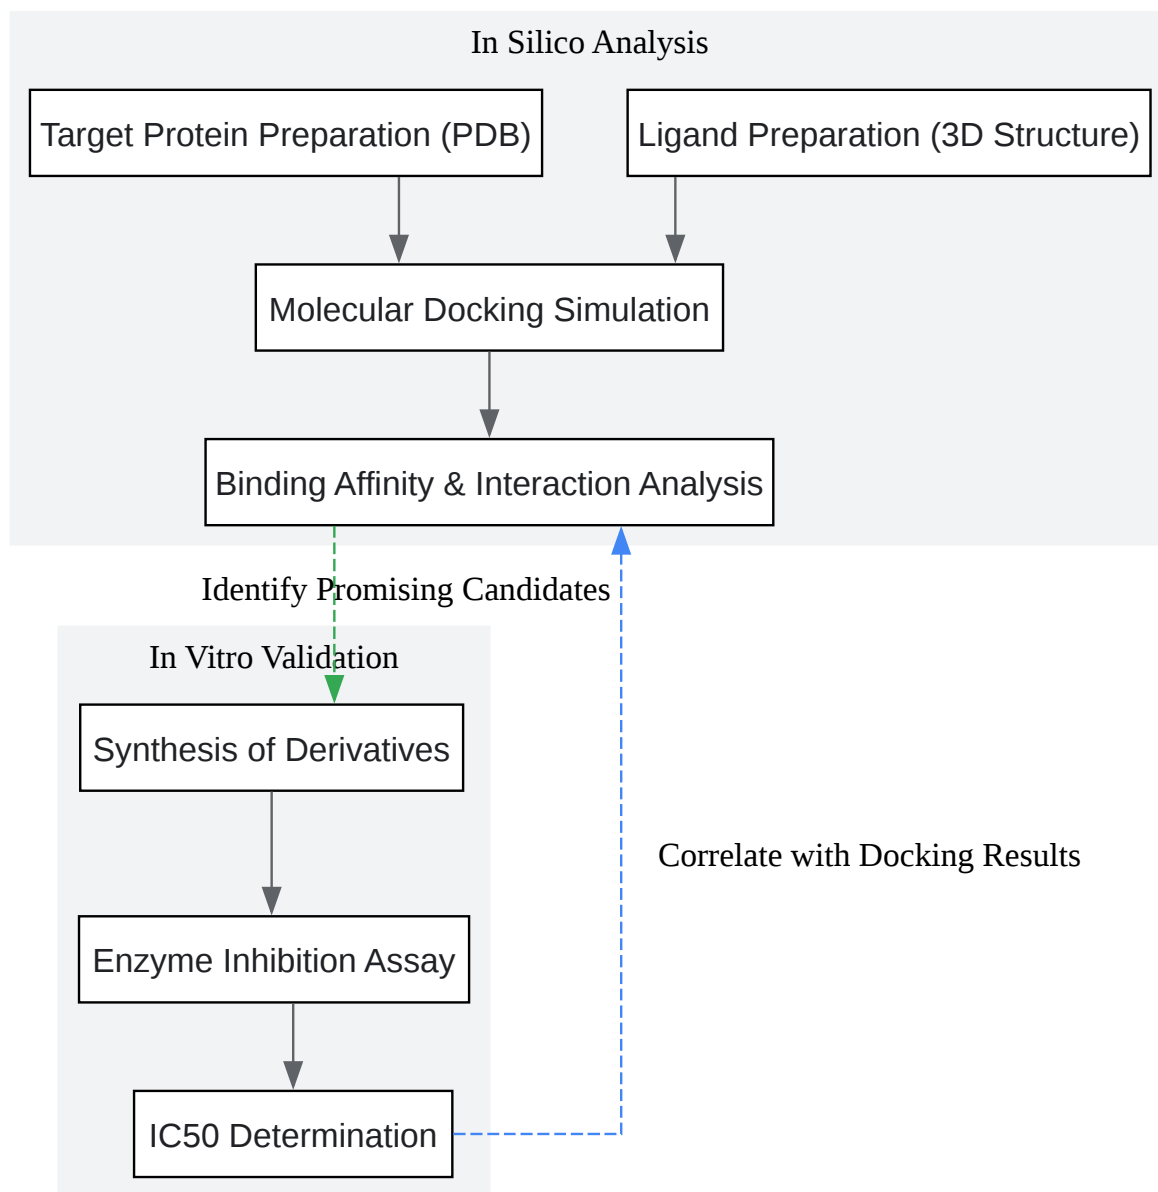 In Silico Analysis
Target Protein Preparation (PDB)
Ligand Preparation (3D Structure)
Molecular Docking Simulation
Binding Affinity & Interaction Analysis
Identify Promising Candidates
In Vitro Validation
Synthesis of Derivatives
Correlate with Docking Results
Enzyme Inhibition Assay
IC50 Determination